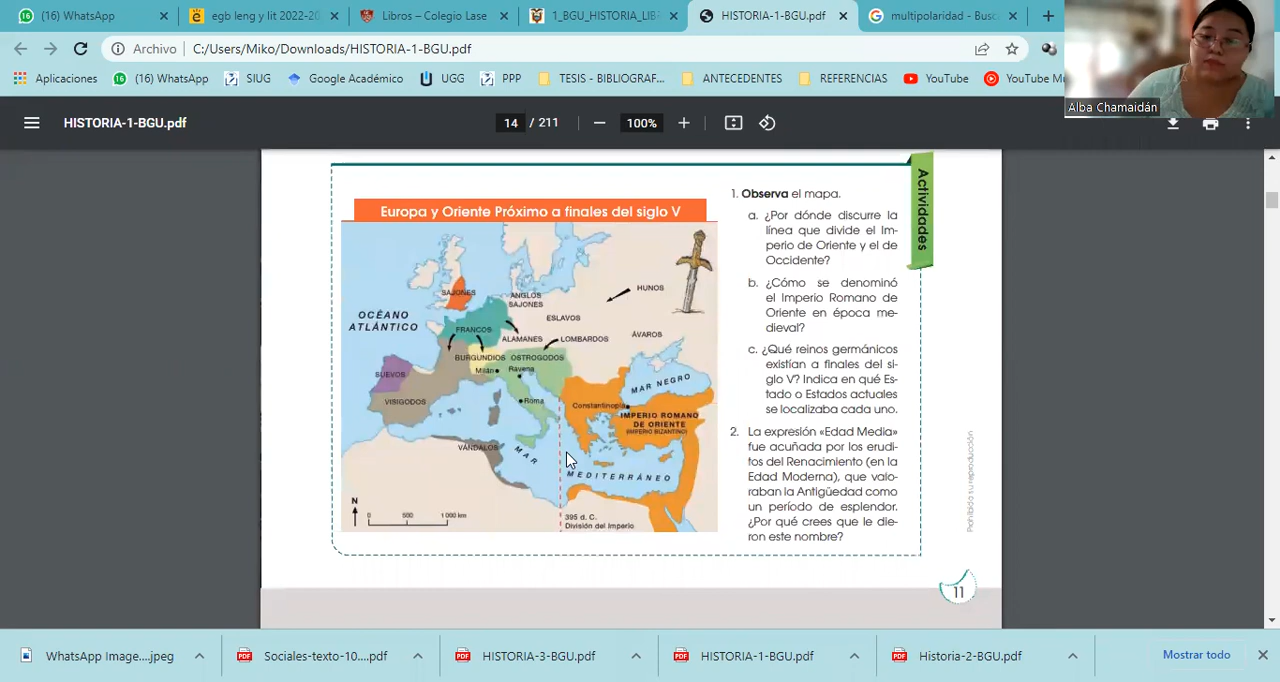 (16) WhatsApp
egb leng y lit 2022-20
Libros – Colegio Lase
1_BGU_HISTORIA_LIB
HISTORIA-1-BGU.pdf
multipolaridad - Bus
Archivo
C:/Users/Miko/Downloads/HISTORIA-1-BGU.pdf
Aplicaciones
(16) WhatsApp
SIUG
Google Académico
UGG
PPP
TESIS - BIBLIOGRAF...
ANTECEDENTES
REFERENCIAS
YouTube
YouTube Mu
Alba Chamaidán
HISTORIA-1-BGU.pdf
14 / 211
100%
Europa y Oriente Próximo a finales del siglo V
SAJONES
ANGLOS
SAJONES
HUNOS
OCÉANO
ATLÁNTICO
ESLAVOS
FRANCOS
ALAMANES
LOMBARDOS
ÁVAROS
BURGUNDIOS
OSTROGODOS
Milán
Ravena
SUEVOS
VISIGODOS
Roma
MAR NEGRO
Constantinopla
IMPERIO ROMANO
DE ORIENTE
(IMPERIO BIZANTINO)
VÁNDALOS
MAR
MEDITERRÁNEO
N
0 500 1 000 km
395 d. C.
División del Imperio
Actividades
1. Observa el mapa.
a. ¿Por dónde discurre la
línea que divide el Im-
perio de Oriente y el de
Occidente?
b. ¿Cómo se denominó
el Imperio Romano de
Oriente en época me-
dieval?
c. ¿Qué reinos germánicos
existían a finales del si-
glo V? Indica en qué Es-
tado o Estados actuales
se localizaba cada uno.
2. La expresión «Edad Media»
fue acuñada por los erudi-
tos del Renacimiento (en la
Edad Moderna), que valo-
raban la Antigüedad como
un período de esplendor.
¿Por qué crees que le die-
ron este nombre?
Prohibida su reproducción
11
WhatsApp Image....jpeg
Sociales-texto-10....pdf
HISTORIA-3-BGU.pdf
HISTORIA-1-BGU.pdf
Historia-2-BGU.pdf
Mostrar todo